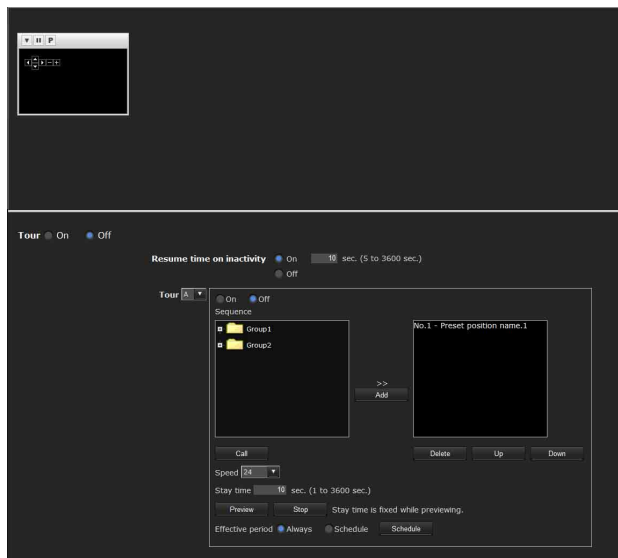 P
Tour On Off
Resume time on inactivity On 10 sec. (5 to 3600 sec.)
Off
Tour A On Off
Sequence
Group1
Group2
>>
Add
No.1 - Preset position name.1
Call Delete Up Down
Speed 24
Stay time 10 sec. (1 to 3600 sec.)
Preview Stop Stay time is fixed while previewing.
Effective period Always Schedule Schedule